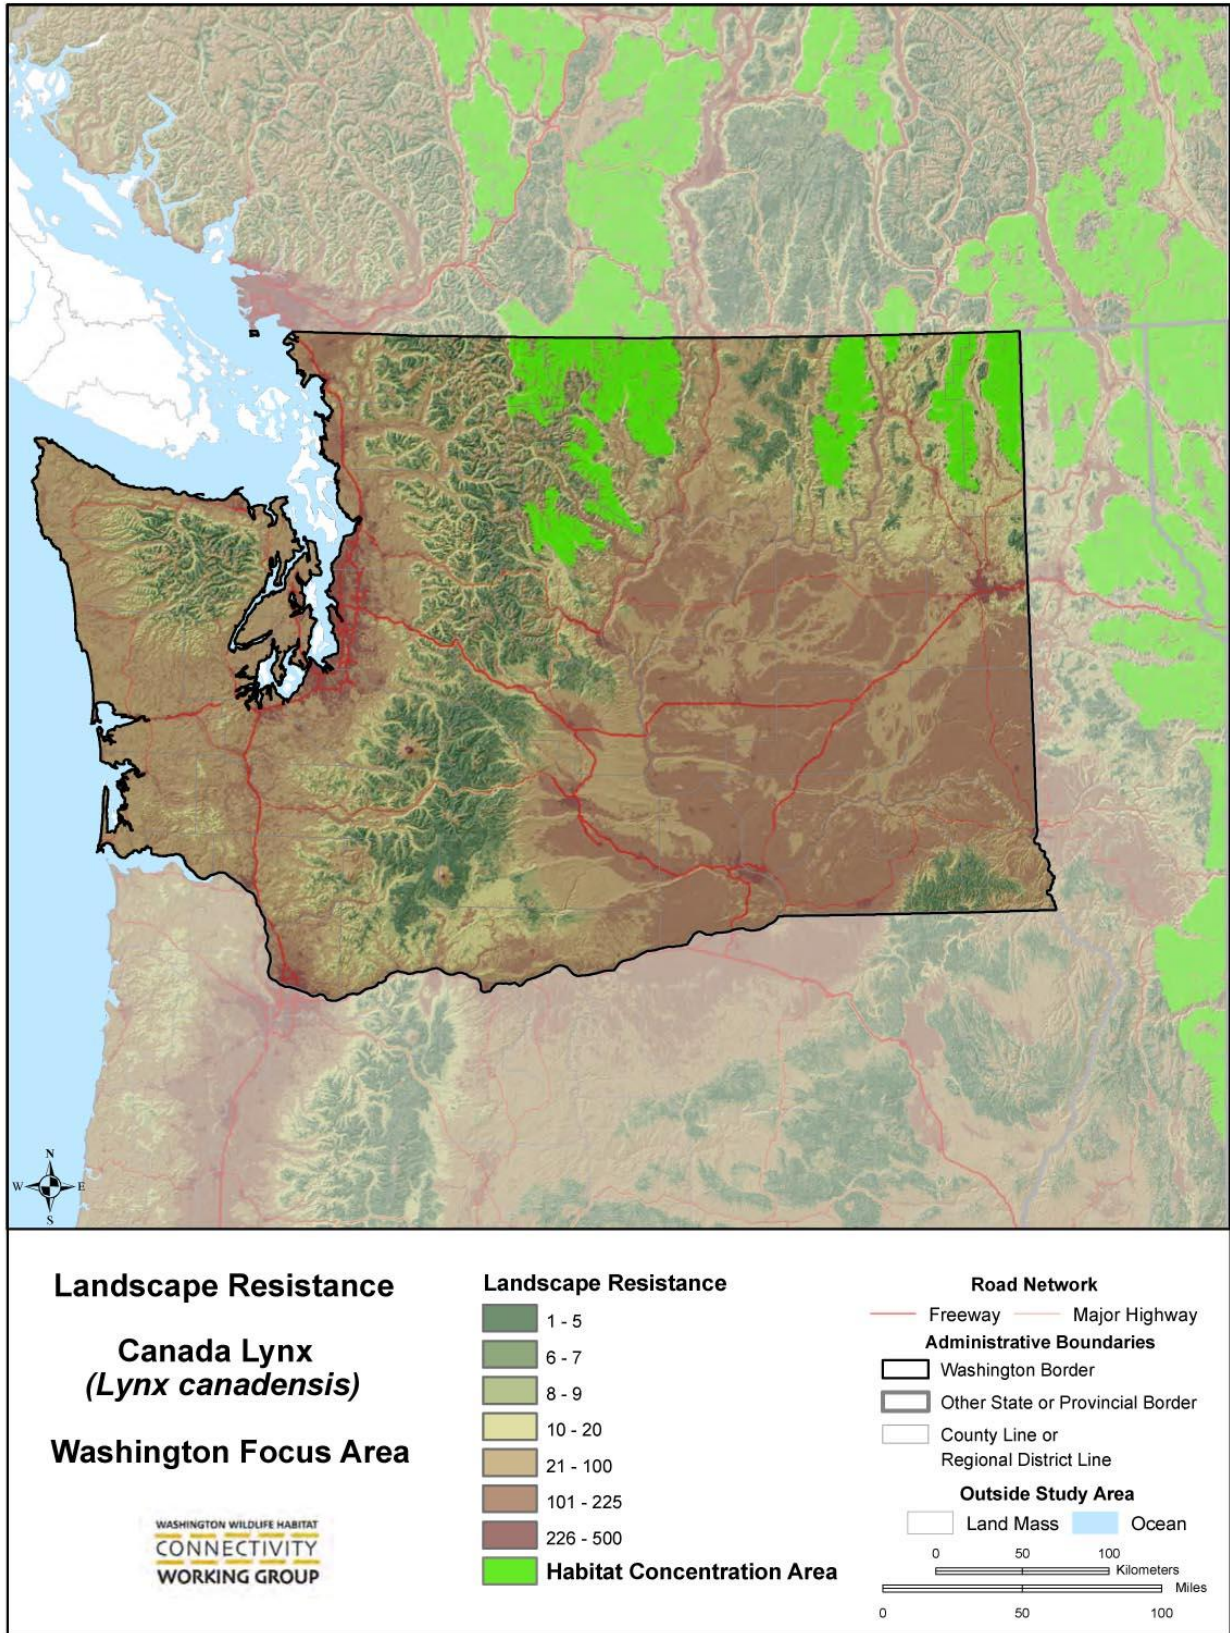 N
W E
S
Landscape Resistance
Canada Lynx
(Lynx canadensis)
Washington Focus Area
WASHINGTON WILDLIFE HABITAT
CONNECTIVITY
WORKING GROUP
Landscape Resistance
1 - 5
6 - 7
8 - 9
10 - 20
21 - 100
101 - 225
226 - 500
Habitat Concentration Area
Road Network
Freeway Major Highway
Administrative Boundaries
Washington Border
Other State or Provincial Border
County Line or
Regional District Line
Outside Study Area
Land Mass Ocean
0 50 100
Kilometers
Miles
0 50 100